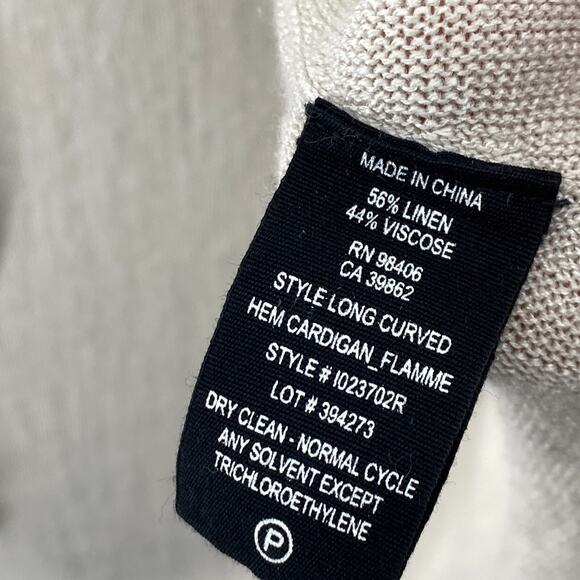 MADE IN CHINA
56% LINEN
44% VISCOSE
RN 98406
CA 39862
STYLE LONG CURVED
HEM CARDIGAN_FLAMME
STYLE # I023702R
LOT # 394273
DRY CLEAN - NORMAL CYCLE
ANY SOLVENT EXCEPT
TRICHLOROETHYLENE
P